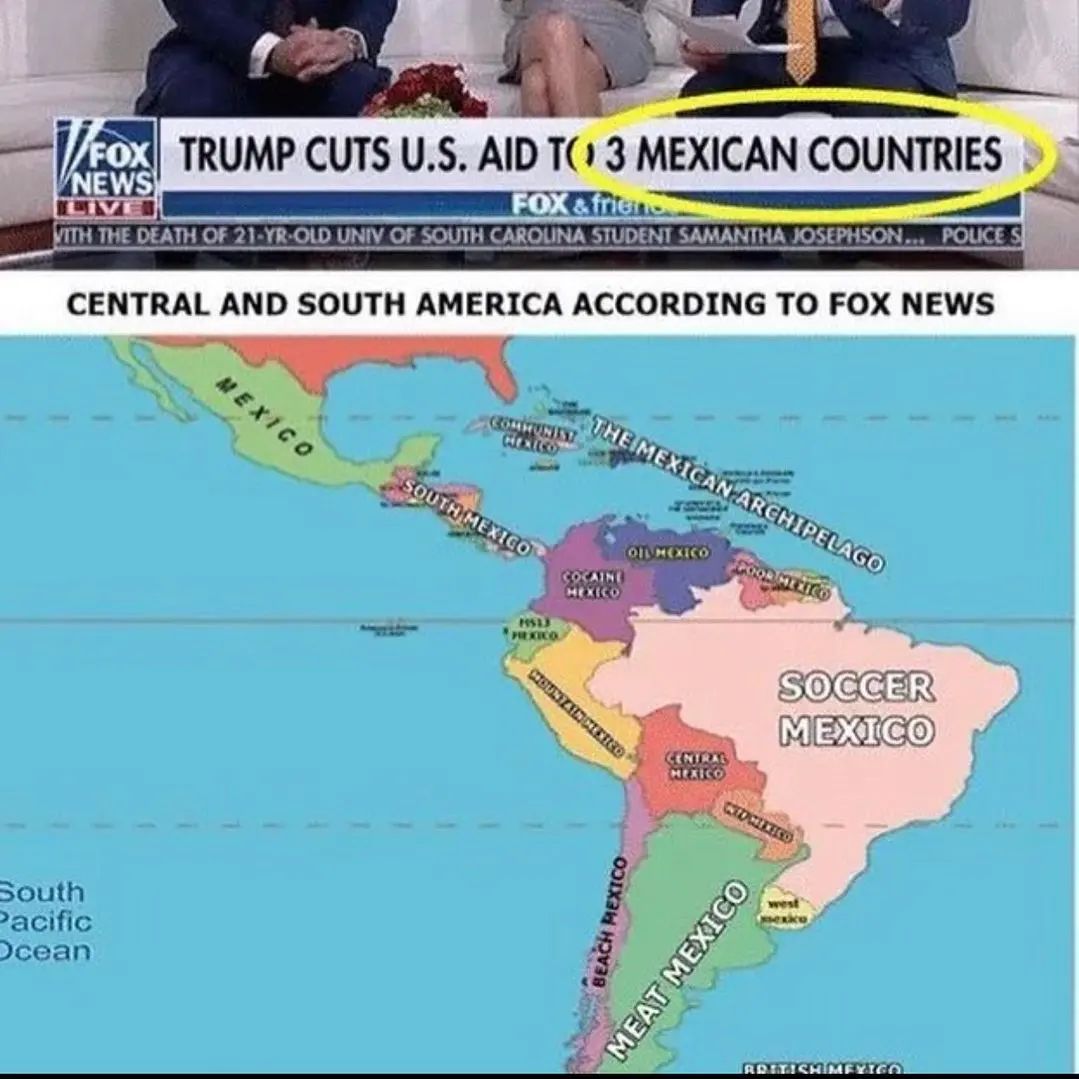 FOX
NEWS
LIVE
TRUMP CUTS U.S. AID TO 3 MEXICAN COUNTRIES
FOX & friends
WITH THE DEATH OF 21-YR-OLD UNIV OF SOUTH CAROLINA STUDENT SAMANTHA JOSEPHSON... POLICE S
CENTRAL AND SOUTH AMERICA ACCORDING TO FOX NEWS
MEXICO
COMMUNIST
MEXICO
THE MEXICAN ARCHIPELAGO
SOUTH MEXICO
OIL MEXICO
COCAINE
MEXICO
POOR MEXICO
MS13
MEXICO
MOUNTAIN MEXICO
SOCCER
MEXICO
CENTRAL
MEXICO
WTF MEXICO
BEACH MEXICO
MEAT MEXICO
west
mexico
South
Pacific
Ocean
BRITISH MEXICO